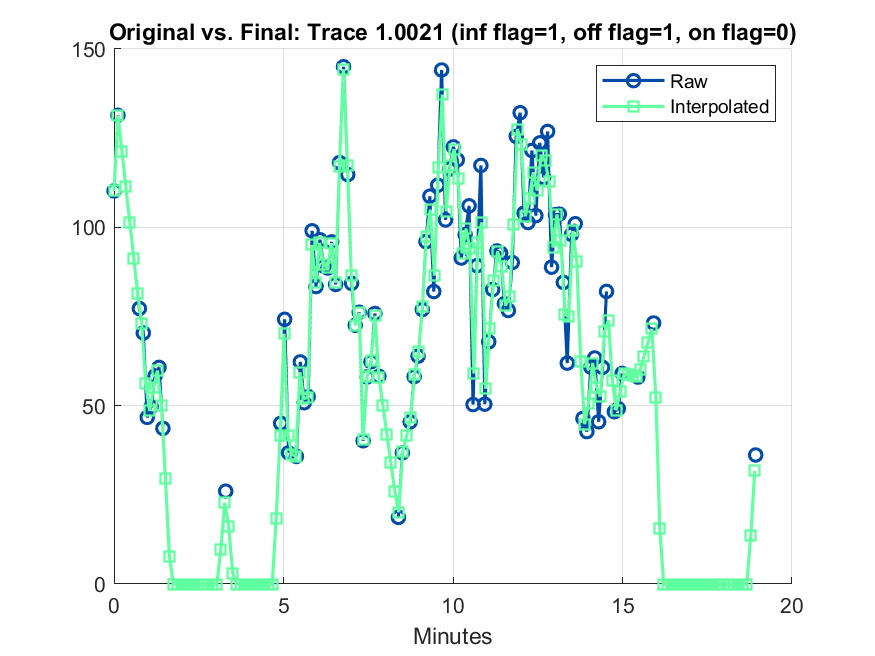 Original vs. Final: Trace 1.0021 (inf flag=1, off flag=1, on flag=0)
150
100
50
0
Raw
Interpolated
0 5 10 15 20
Minutes